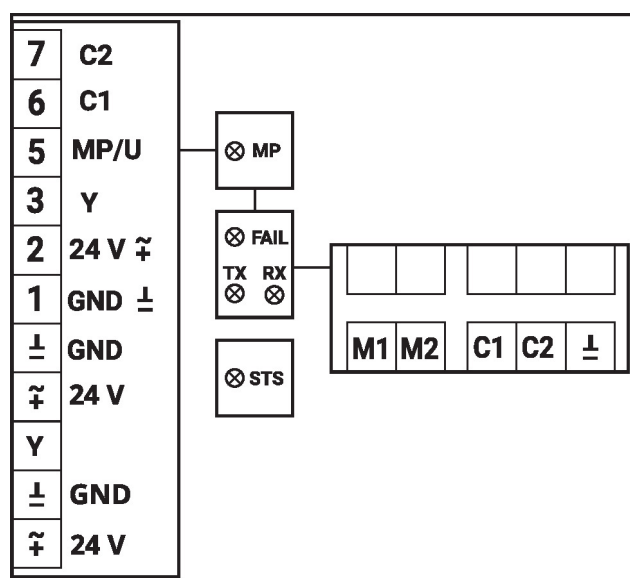 7 C2
6 C1
5 MP/U
3 Y
2 24 V ~ +
1 GND ⊥
⊥ GND
~ + 24 V
Y
⊥ GND
~ + 24 V
MP
FAIL
TX RX
STS
M1 M2 C1 C2 ⊥